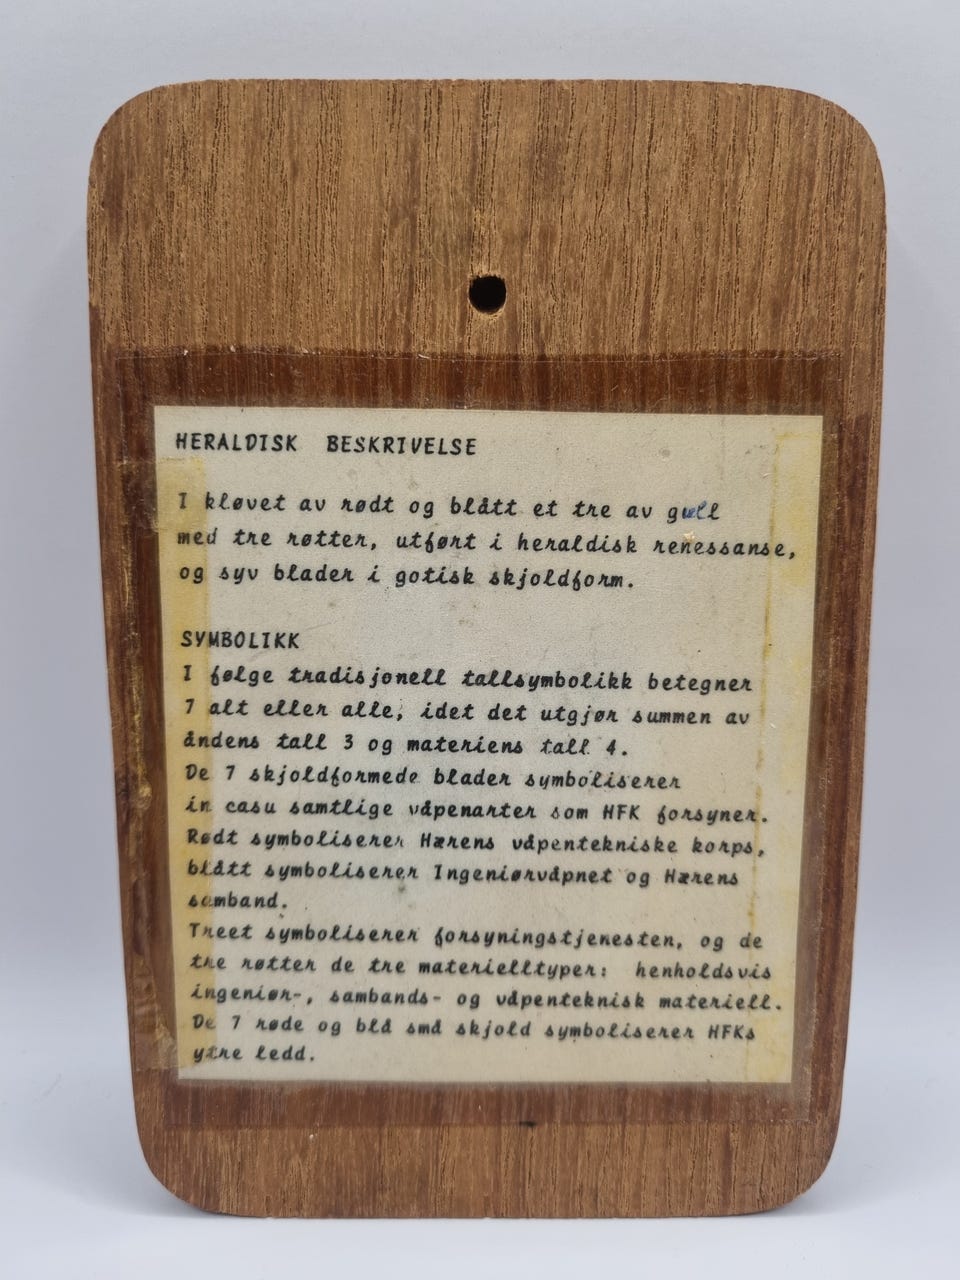 HERALDISK BESKRIVELSE
I kløvet av rødt og blått et tre av gull
med tre røtter, utført i heraldisk renessanse,
og syv blader i gotisk skjoldform.
SYMBOLIKK
I følge tradisjonell tallsymbolikk betegner
7 alt eller alle, idet det utgjør summen av
åndens tall 3 og materiens tall 4.
De 7 skjoldformede blader symboliserer
in casu samtlige våpenarter som HFK forsyner.
Rødt symboliserer Hærens våpentekniske korps,
blått symboliserer Ingeniørvåpnet og Hærens
samband.
Treet symboliserer forsyningstjenesten, og de
tre røtter de tre materielltyper: henholdsvis
ingeniør-, sambands- og våpenteknisk materiell.
De 7 røde og blå små skjold symboliserer HFKs
ytre ledd.